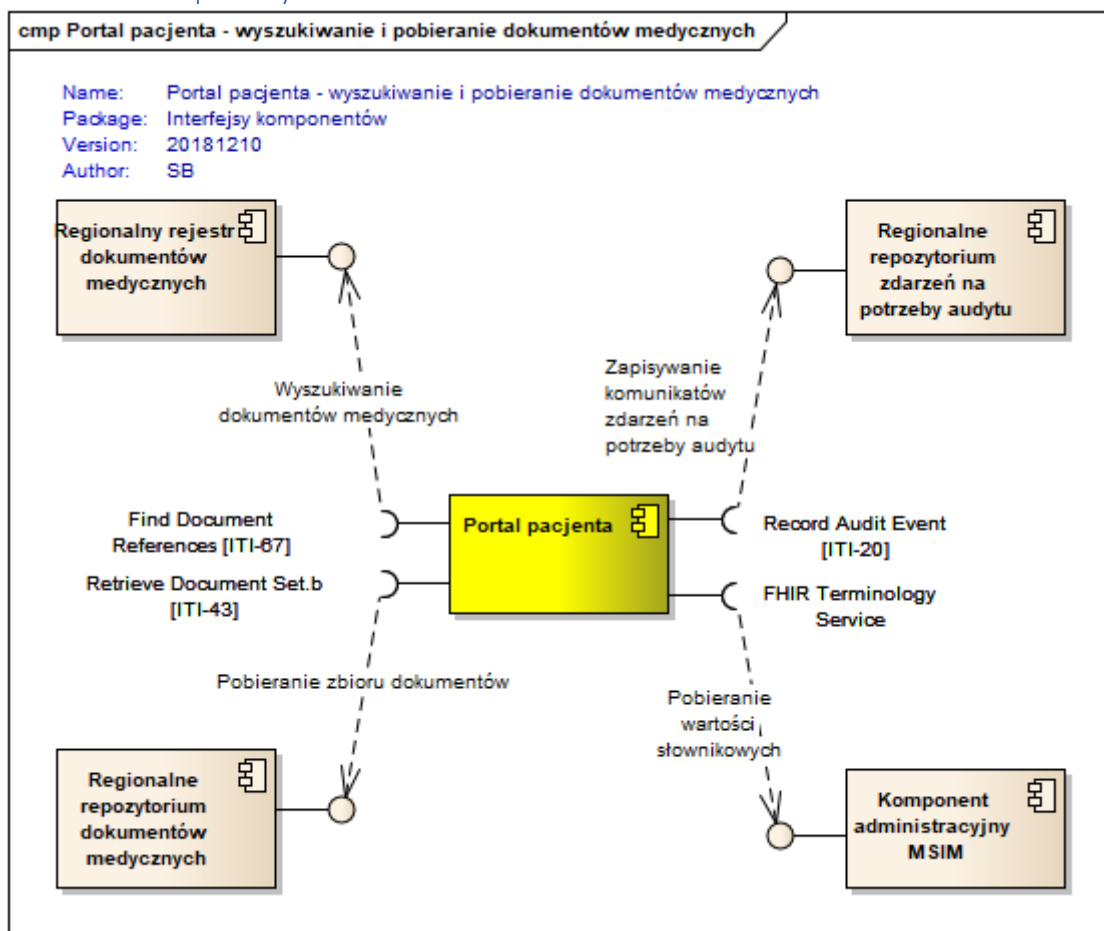 cmp Portal pacjenta - wyszukiwanie i pobieranie dokumentów medycznych
Name: Portal pacjenta - wyszukiwanie i pobieranie dokumentów medycznych
Package: Interfejsy komponentów
Version: 20181210
Author: SB
Regionalny rejestr
dokumentów
medycznych
Regionalne
repozytorium
zdarzeń na
potrzeby audytu
Wyszukiwanie
dokumentów medycznych
Zapisywanie
komunikatów
zdarzeń na
potrzeby audytu
Find Document
References [ITI-67]
Retrieve Document Set.b
[ITI-43]
Portal pacjenta
Record Audit Event
[ITI-20]
FHIR Terminology
Service
Pobieranie zbioru dokumentów
Pobieranie
wartości
słownikowych
Regionalne
repozytorium
dokumentów
medycznych
Komponent
administracyjny
MSIM